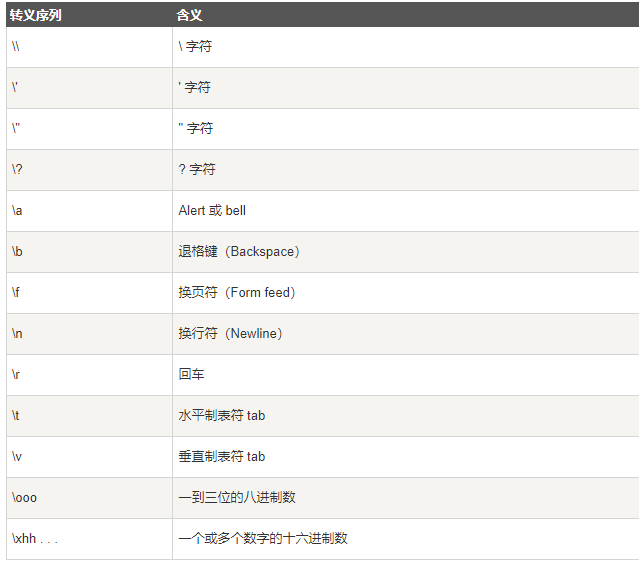 转义序列 含义
\\ \ 字符
\' ' 字符
\" " 字符
\? ? 字符
\a Alert 或 bell
\b 退格键（Backspace）
\f 换页符（Form feed）
\n 换行符（Newline）
\r 回车
\t 水平制表符 tab
\v 垂直制表符 tab
\ooo 一到三位的八进制数
\xhh . . . 一个或多个数字的十六进制数